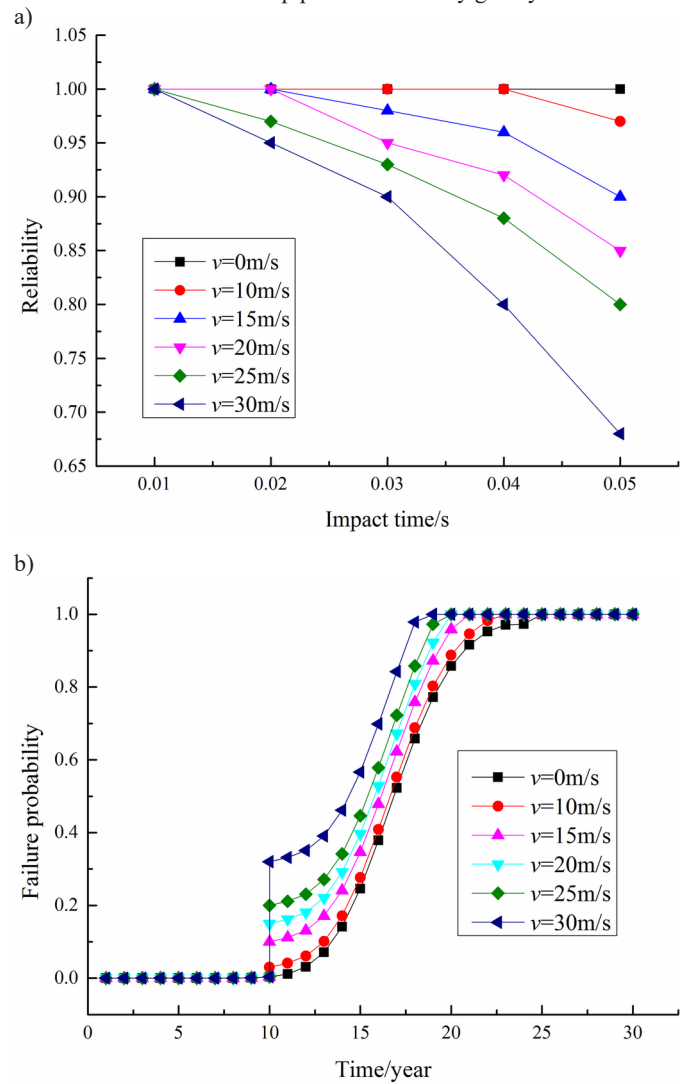 a)
1.05
1.00
0.95
0.90
0.85
0.80
0.75
0.70
0.65
Reliability
v=0m/s
v=10m/s
v=15m/s
v=20m/s
v=25m/s
v=30m/s
0.01 0.02 0.03 0.04 0.05
Impact time/s
b)
1.0
0.8
0.6
0.4
0.2
0.0
Failure probability
v=0m/s
v=10m/s
v=15m/s
v=20m/s
v=25m/s
v=30m/s
0 5 10 15 20 25 30
Time/year